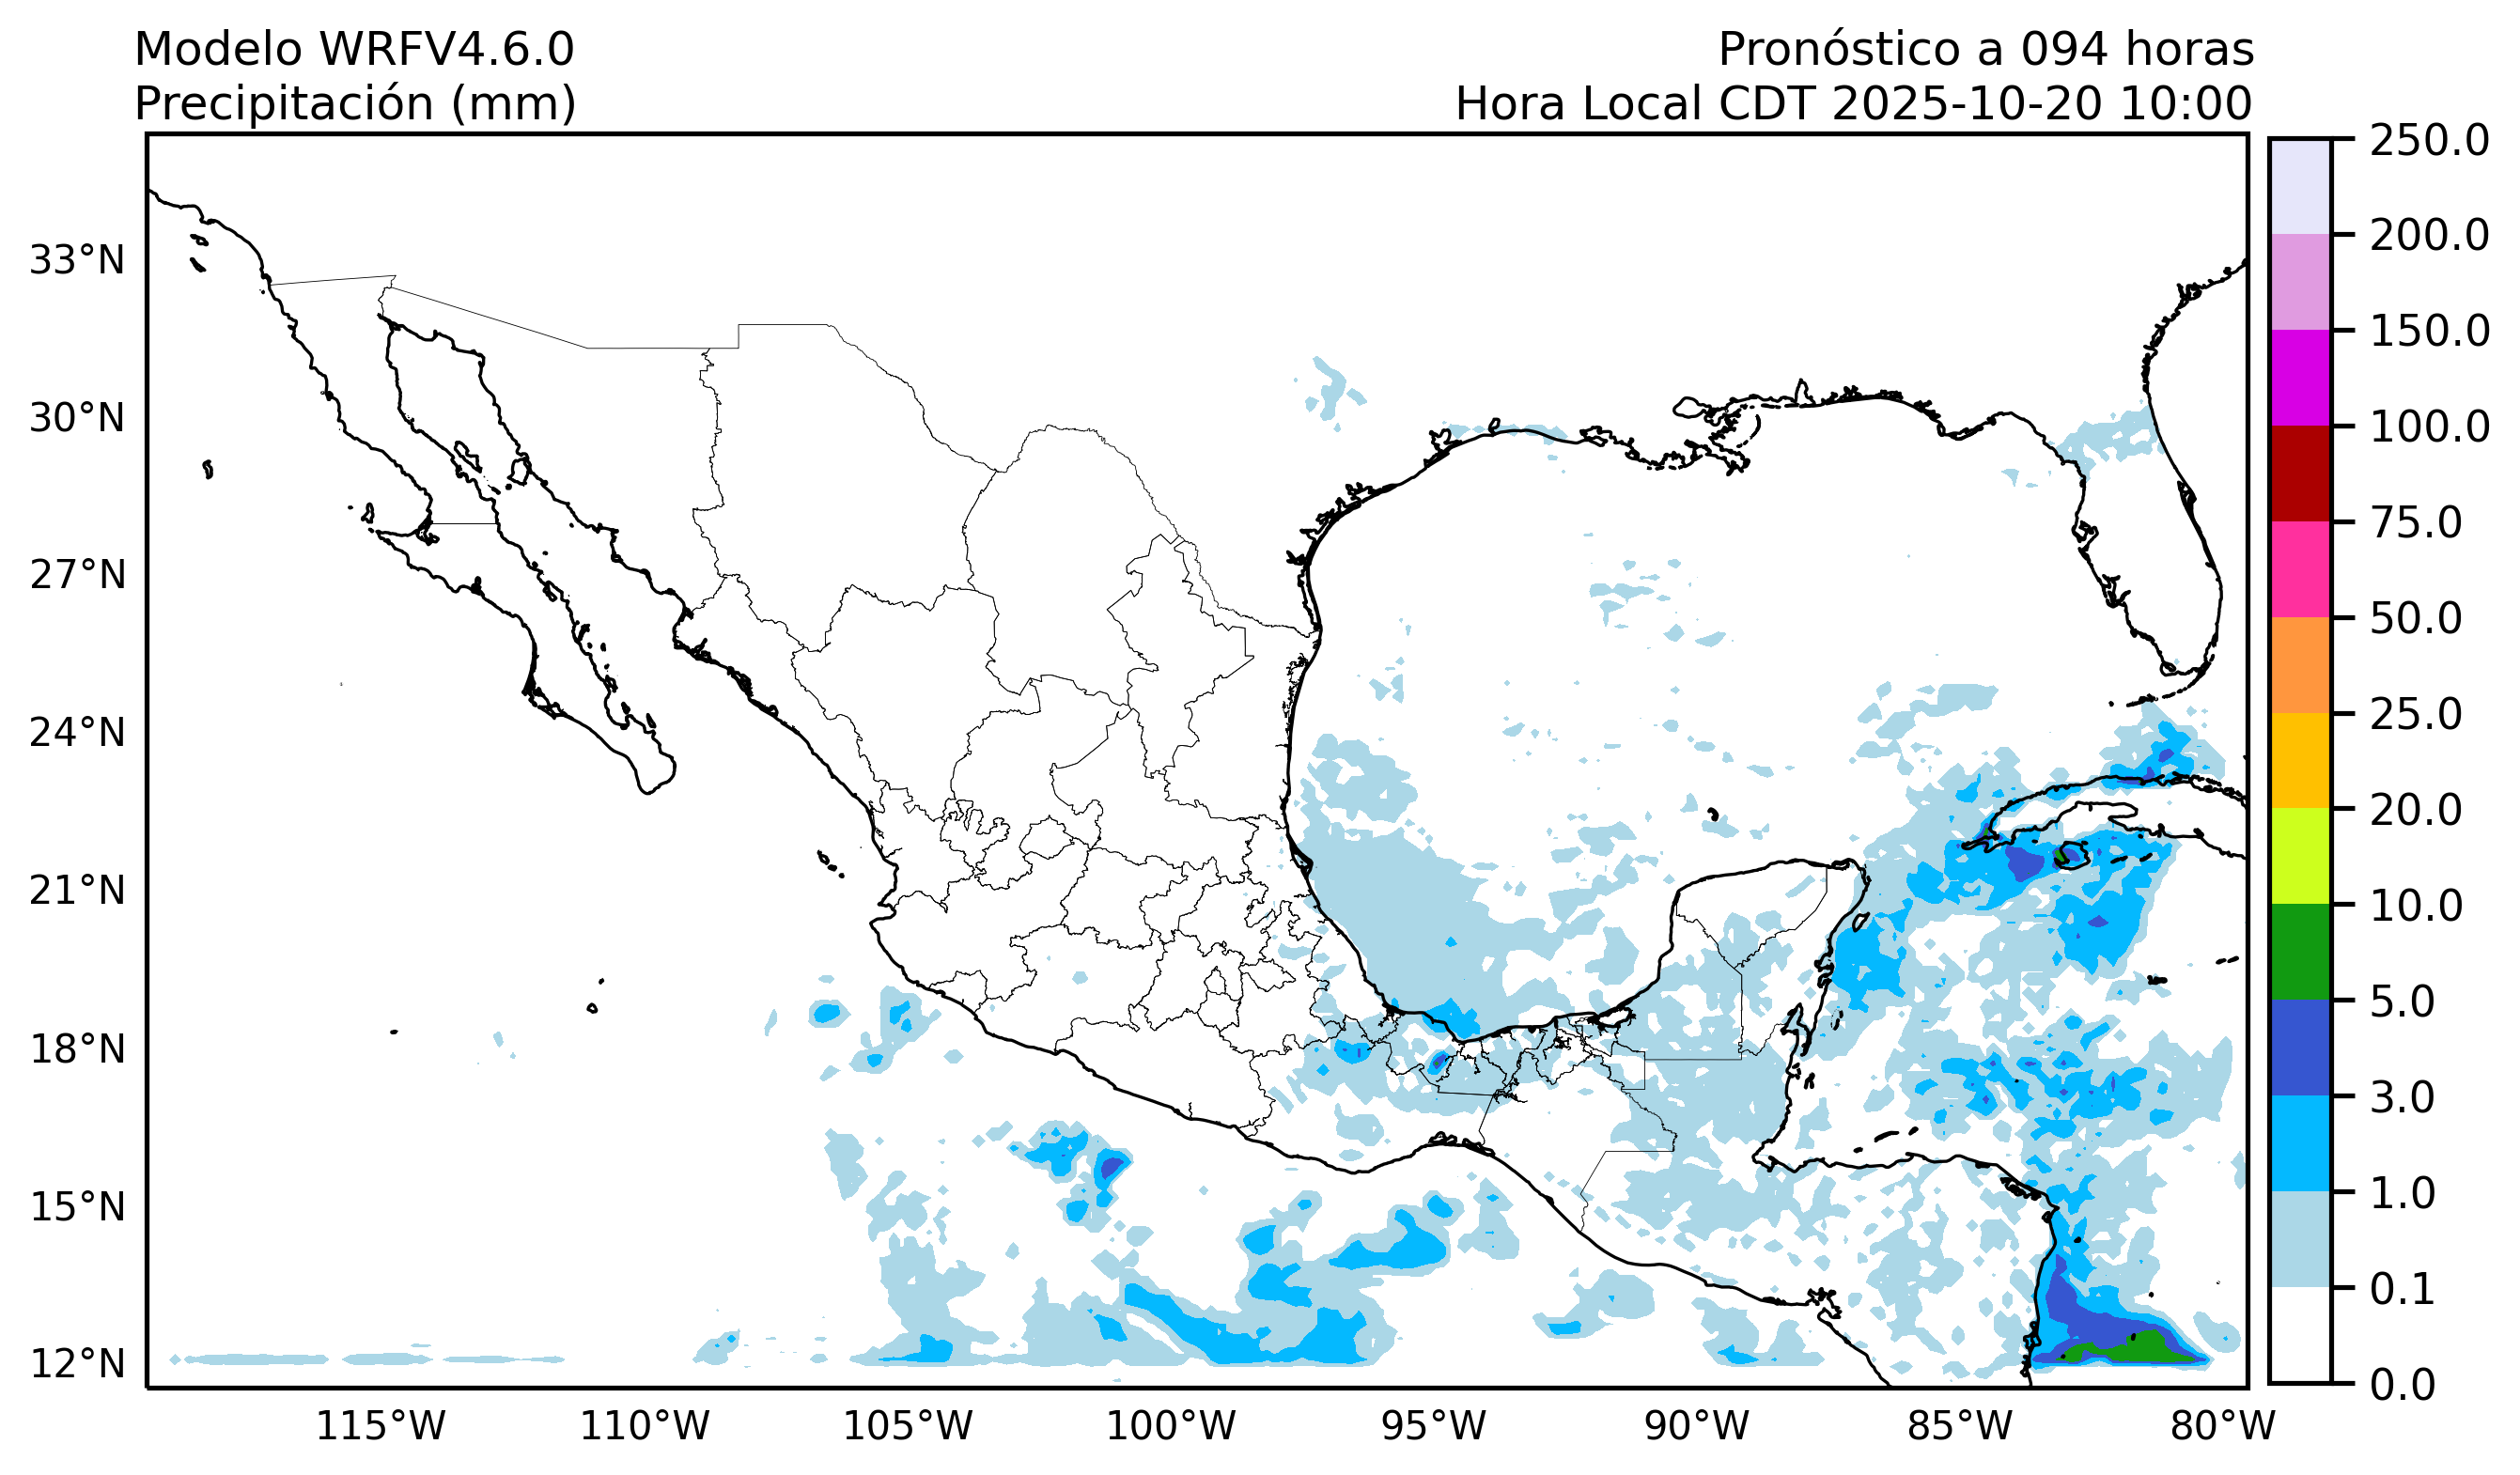 Modelo WRFV4.6.0
Precipitación (mm)
Pronóstico a 094 horas
Hora Local CDT 2025-10-20 10:00
33°N
30°N
27°N
24°N
21°N
18°N
15°N
12°N
115°W
110°W
105°W
100°W
95°W
90°W
85°W
80°W
250.0
200.0
150.0
100.0
75.0
50.0
25.0
20.0
10.0
5.0
3.0
1.0
0.1
0.0